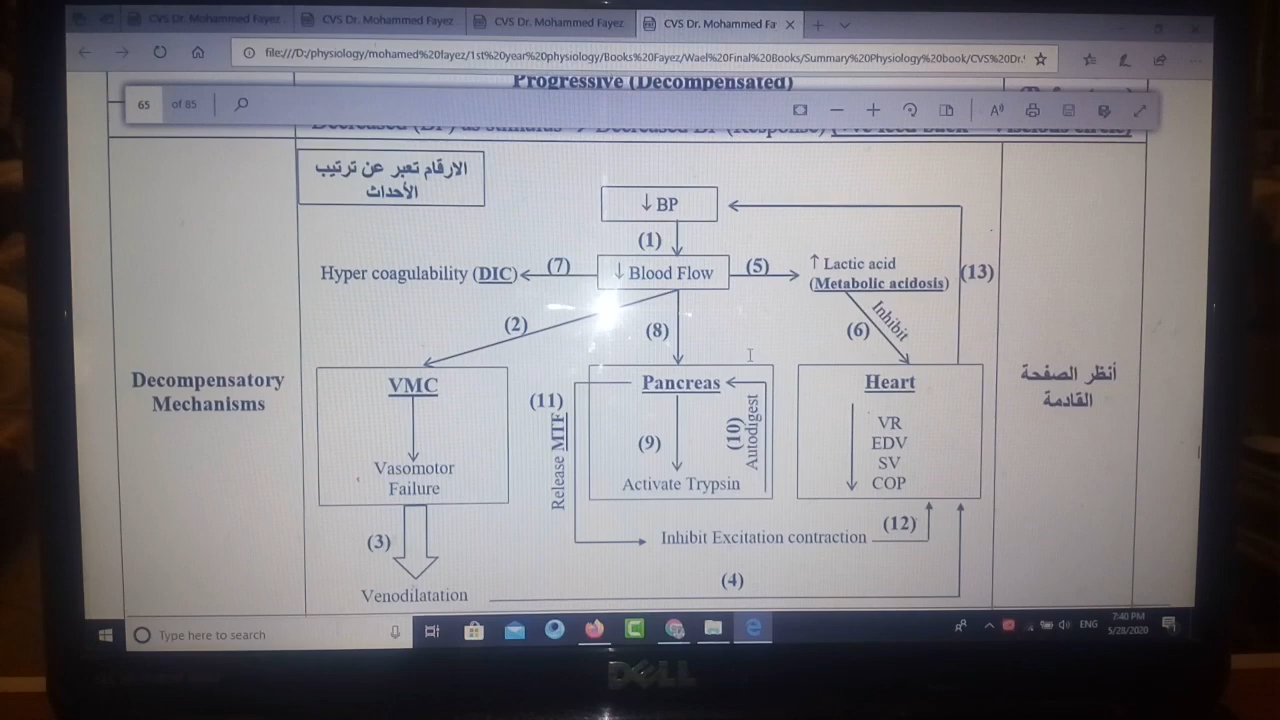 CVS Dr. Mohammed Fayez
CVS Dr. Mohammed Fayez
CVS Dr. Mohammed Fayez
CVS Dr. Mohammed Fa
file:///D:/physiology/mohamed%20fayez/1st%20year%20physiology/Books%20Fayez/Wael%20Final%20Books/Summary%20Physiology%20book/CVS%20Dr.
Progressive (Decompensated)
65 of 85
الارقام تعبر عن ترتيب
الأحداث
↓ BP
(1)
Hyper coagulability (DIC)
(7)
↓ Blood Flow
(5)
↑ Lactic acid
(Metabolic acidosis)
(13)
(2)
(8)
(6)
Inhibit
Decompensatory
Mechanisms
VMC
Vasomotor
Failure
(11)
Release MTF
Pancreas
(9)
(10)
Autodigest
Activate Trypsin
Heart
VR
EDV
SV
COP
أنظر الصفحة
القادمة
(3)
Inhibit Excitation contraction
(12)
Venodilatation
(4)
Type here to search
ENG
7:40 PM
5/28/2020
DELL